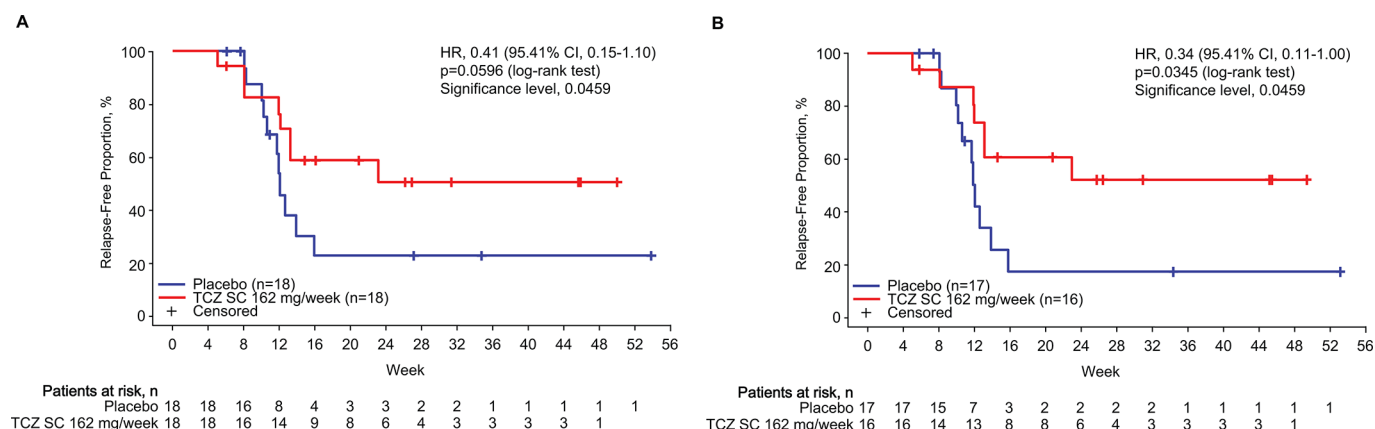 A
HR, 0.41 (95.41% CI, 0.15-1.10)
p=0.0596 (log-rank test)
Significance level, 0.0459
Relapse-Free Proportion, %
100
80
60
40
20
0
Placebo (n=18)
TCZ SC 162 mg/week (n=18)
Censored
0 4 8 12 16 20 24 28 32 36 40 44 48 52 56
Week
Patients at risk, n
Placebo 18 18 16 8 4 3 3 2 2 1 1 1 1 1
TCZ SC 162 mg/week 18 18 16 14 9 8 6 4 3 3 3 3 1
B
HR, 0.34 (95.41% CI, 0.11-1.00)
p=0.0345 (log-rank test)
Significance level, 0.0459
Relapse-Free Proportion, %
100
80
60
40
20
0
Placebo (n=17)
TCZ SC 162 mg/week (n=16)
Censored
0 4 8 12 16 20 24 28 32 36 40 44 48 52 56
Week
Patients at risk, n
Placebo 17 17 15 7 3 2 2 2 2 1 1 1 1 1
TCZ SC 162 mg/week 16 16 14 13 8 8 6 4 3 3 3 3 1